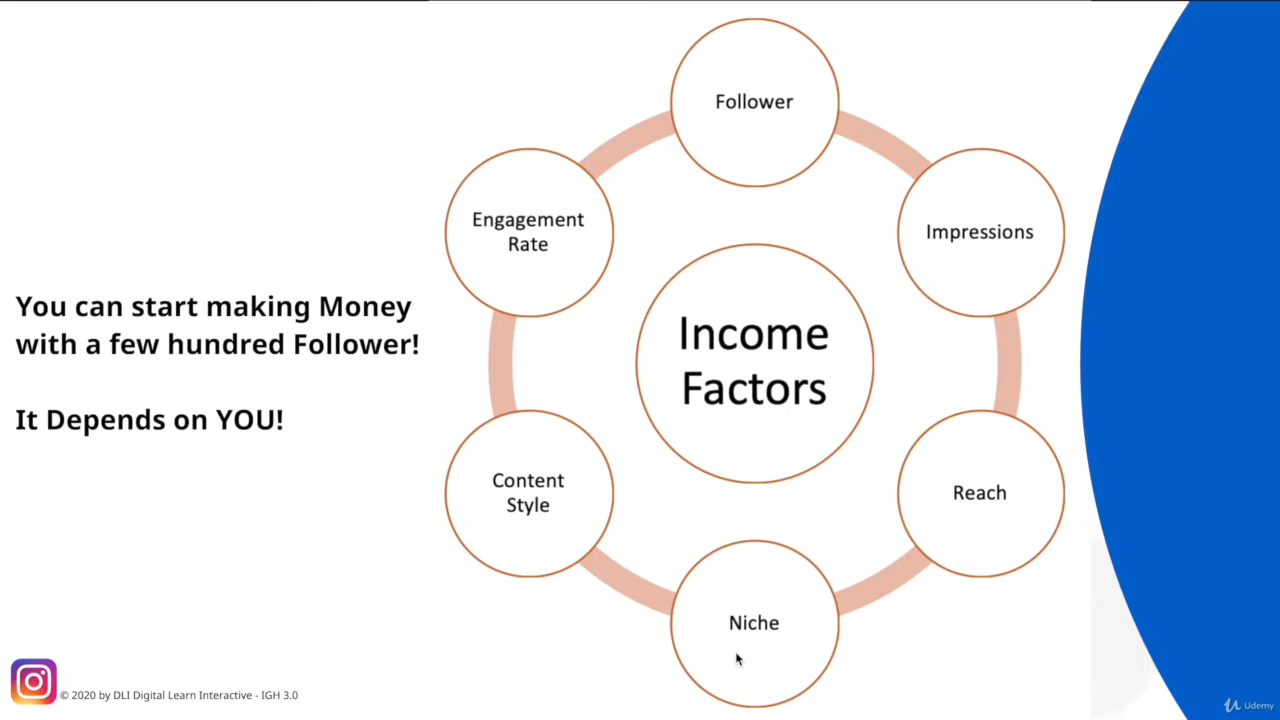 You can start making Money
with a few hundred Follower!
It Depends on YOU!
Follower
Impressions
Reach
Niche
Content
Style
Engagement
Rate
Income
Factors
© 2020 by DLI Digital Learn Interactive - IGH 3.0
Udemy